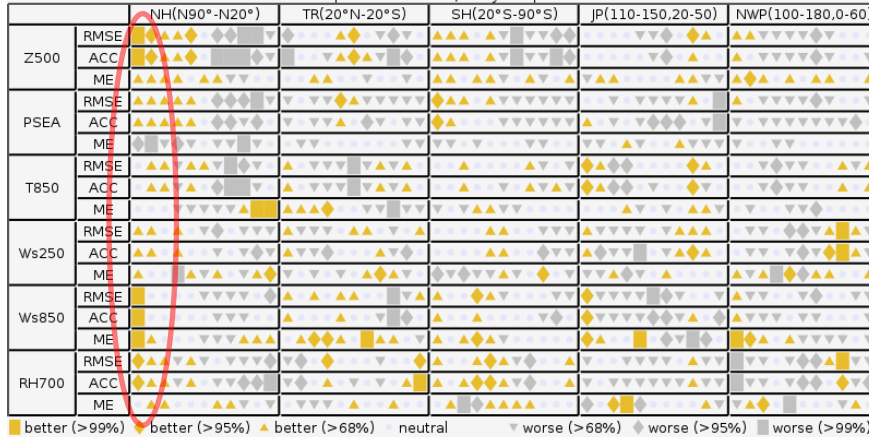 NH(N90°-N20°) TR(20°N-20°S) SH(20°S-90°S) JP(110-150,20-50) NWP(100-180,0-60)
Z500 RMSE
ACC
ME
PSEA RMSE
ACC
ME
T850 RMSE
ACC
ME
Ws250 RMSE
ACC
ME
Ws850 RMSE
ACC
ME
RH700 RMSE
ACC
ME
better (>99%) better (>95%) better (>68%) neutral worse (>68%) worse (>95%) worse (>99%)